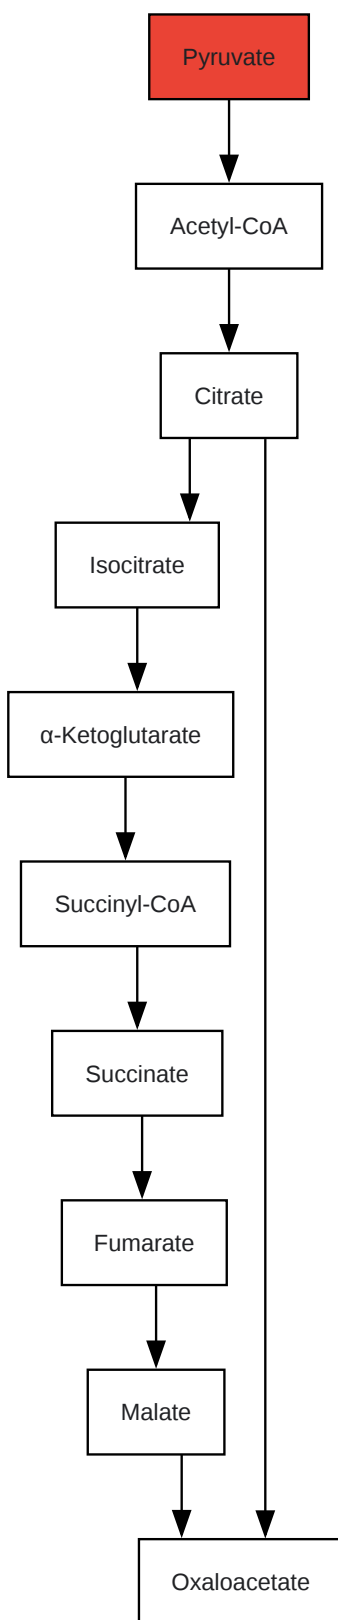 Pyruvate
Acetyl-CoA
Citrate
Isocitrate
α-Ketoglutarate
Succinyl-CoA
Succinate
Fumarate
Malate
Oxaloacetate